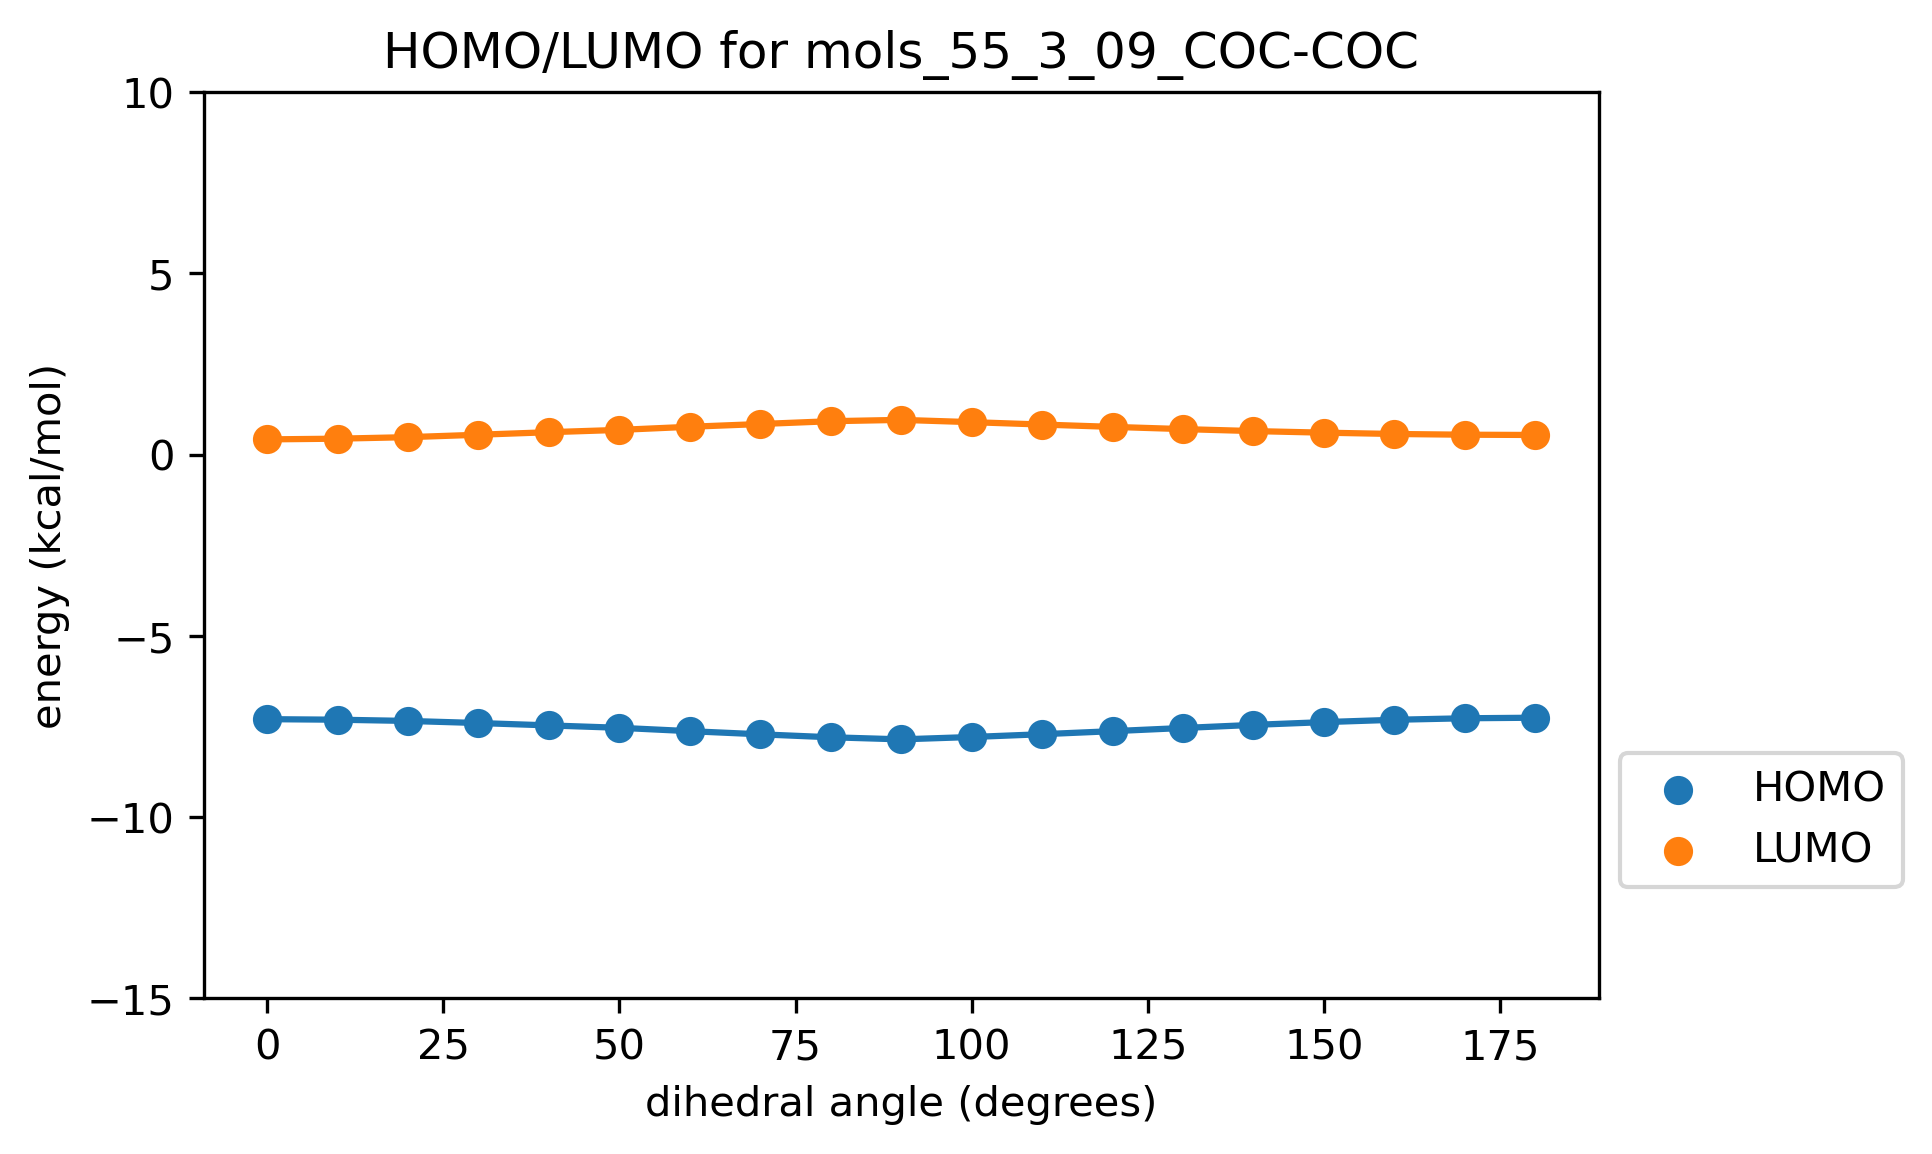 HOMO/LUMO for mols_55_3_09_COC-COC
10
5
0
−5
−10
−15
energy (kcal/mol)
0 25 50 75 100 125 150 175
dihedral angle (degrees)
HOMO
LUMO